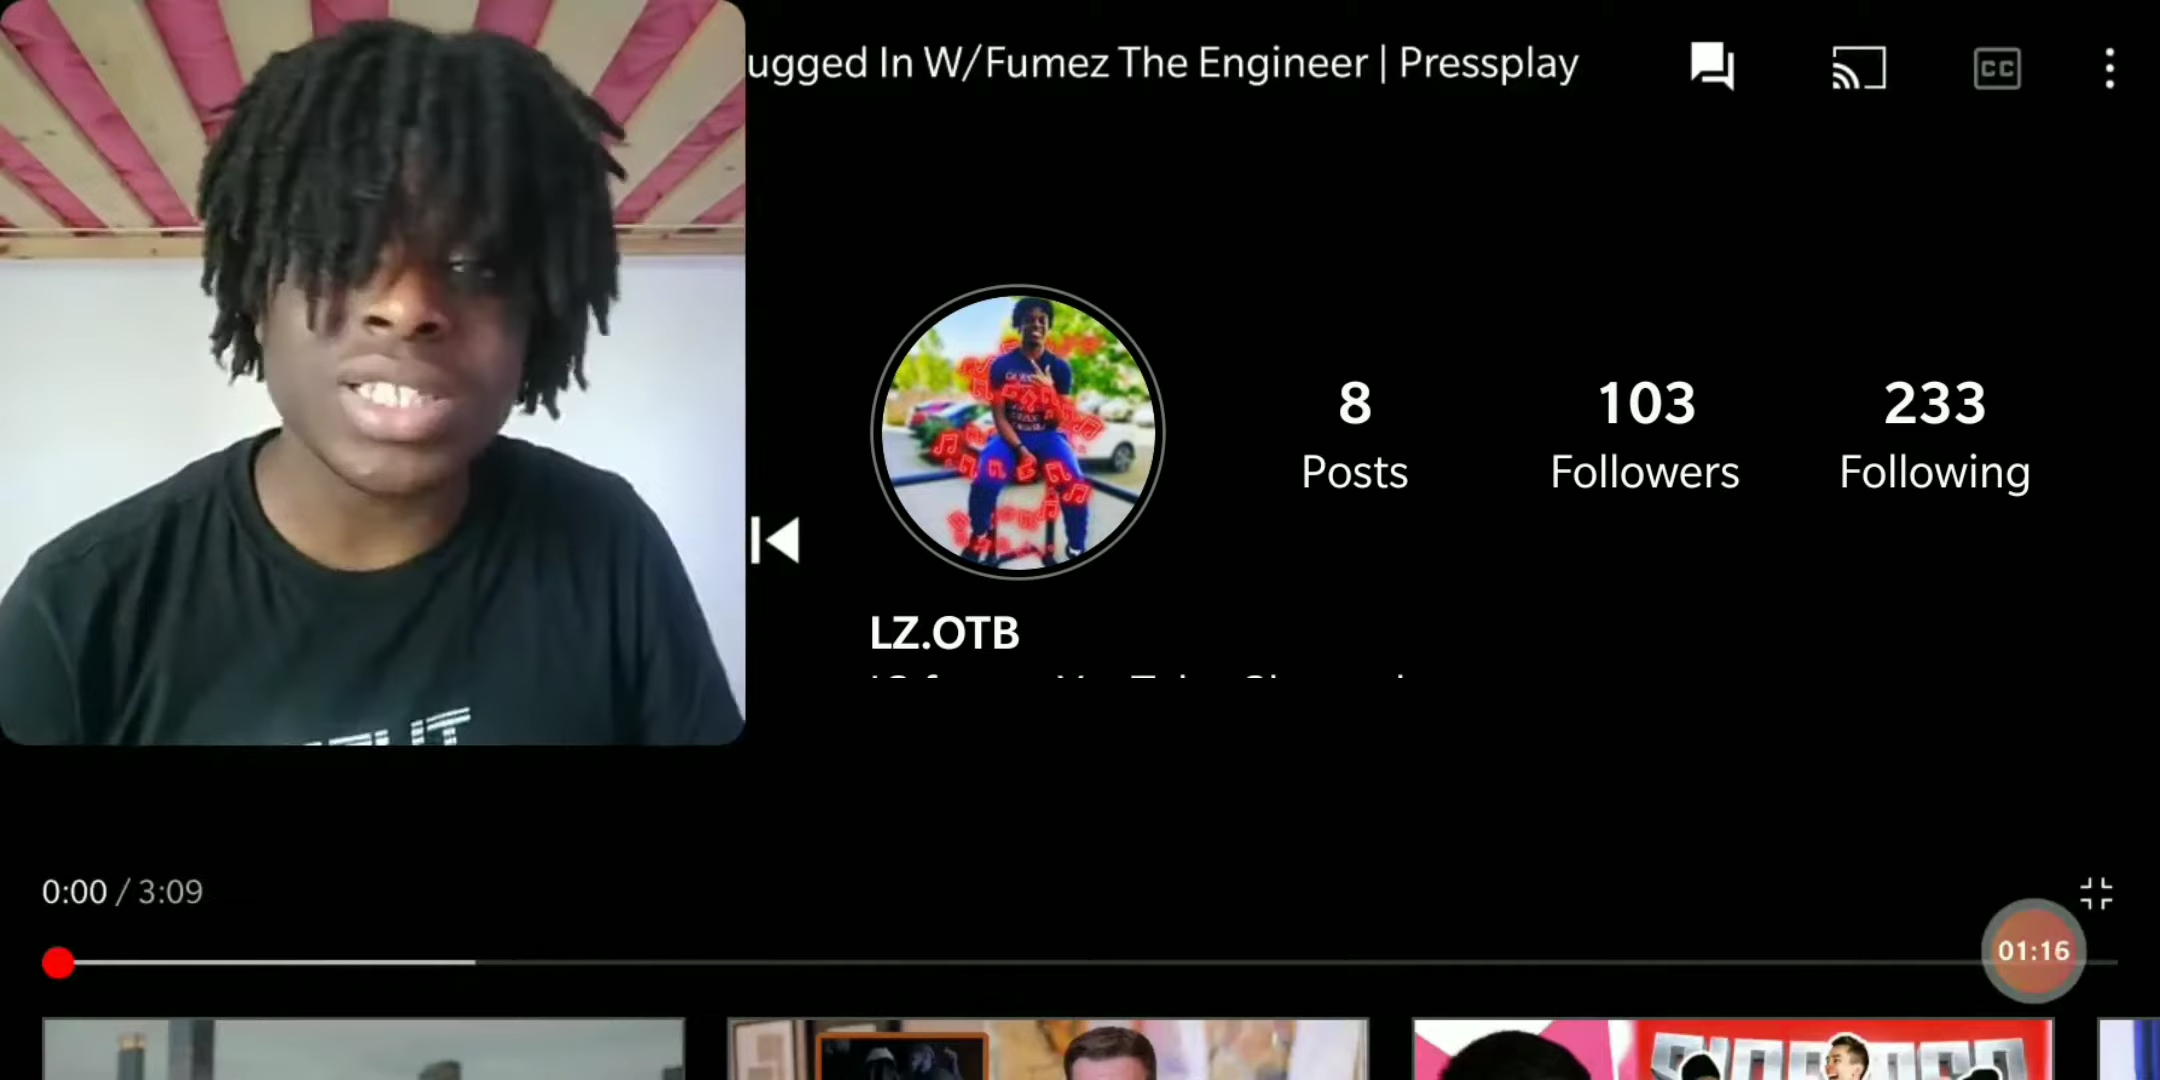 ugged In W/Fumez The Engineer | Pressplay
CC
8
Posts
103
Followers
233
Following
LZ.OTB
0:00 / 3:09
01:16